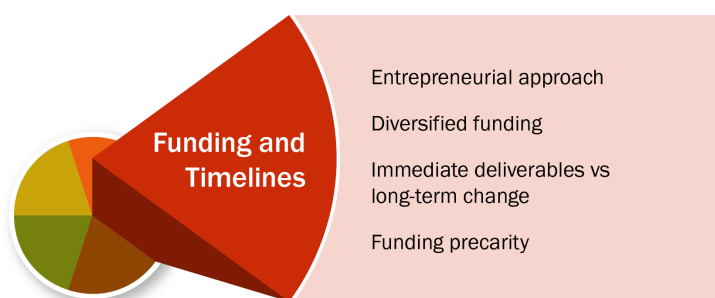 Funding and
Timelines
Entrepreneurial approach
Diversified funding
Immediate deliverables vs
long-term change
Funding precarity